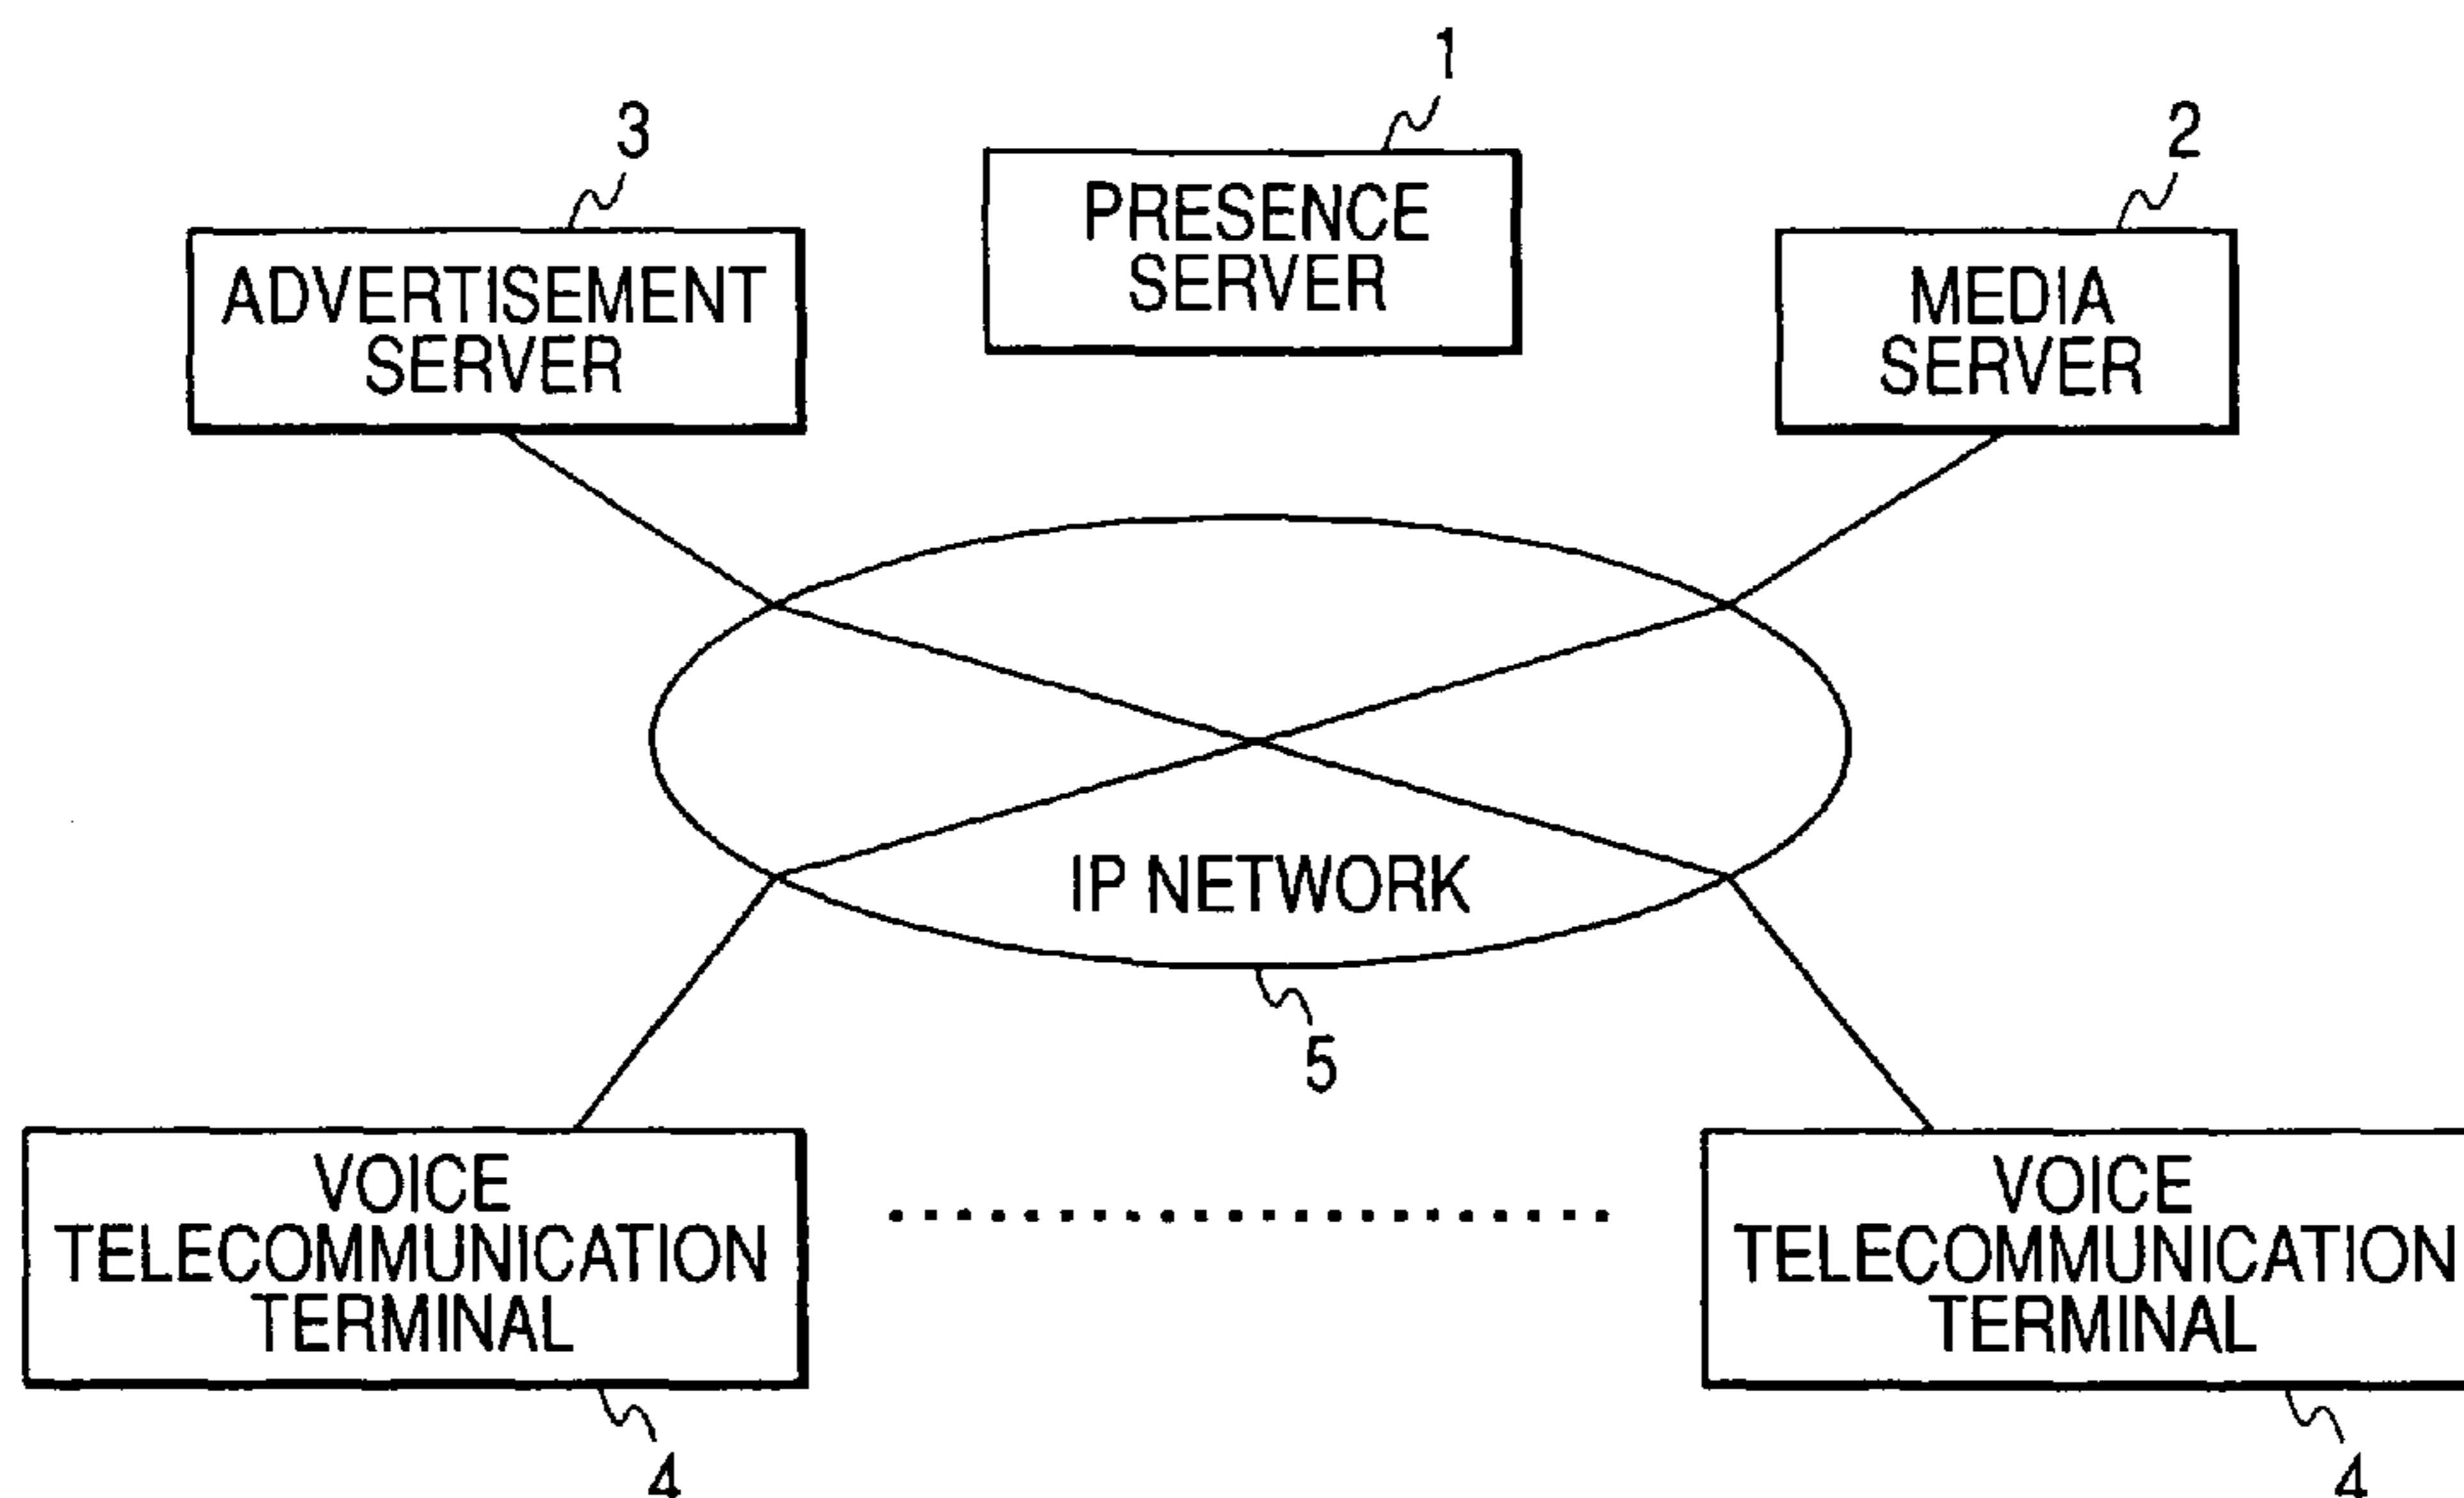 1
3
2
PRESENCE
SERVER
ADVERTISEMENT
SERVER
MEDIA
SERVER
IP NETWORK
5
VOICE
TELECOMMUNICATION
TERMINAL
VOICE
TELECOMMUNICATION
TERMINAL
4
4